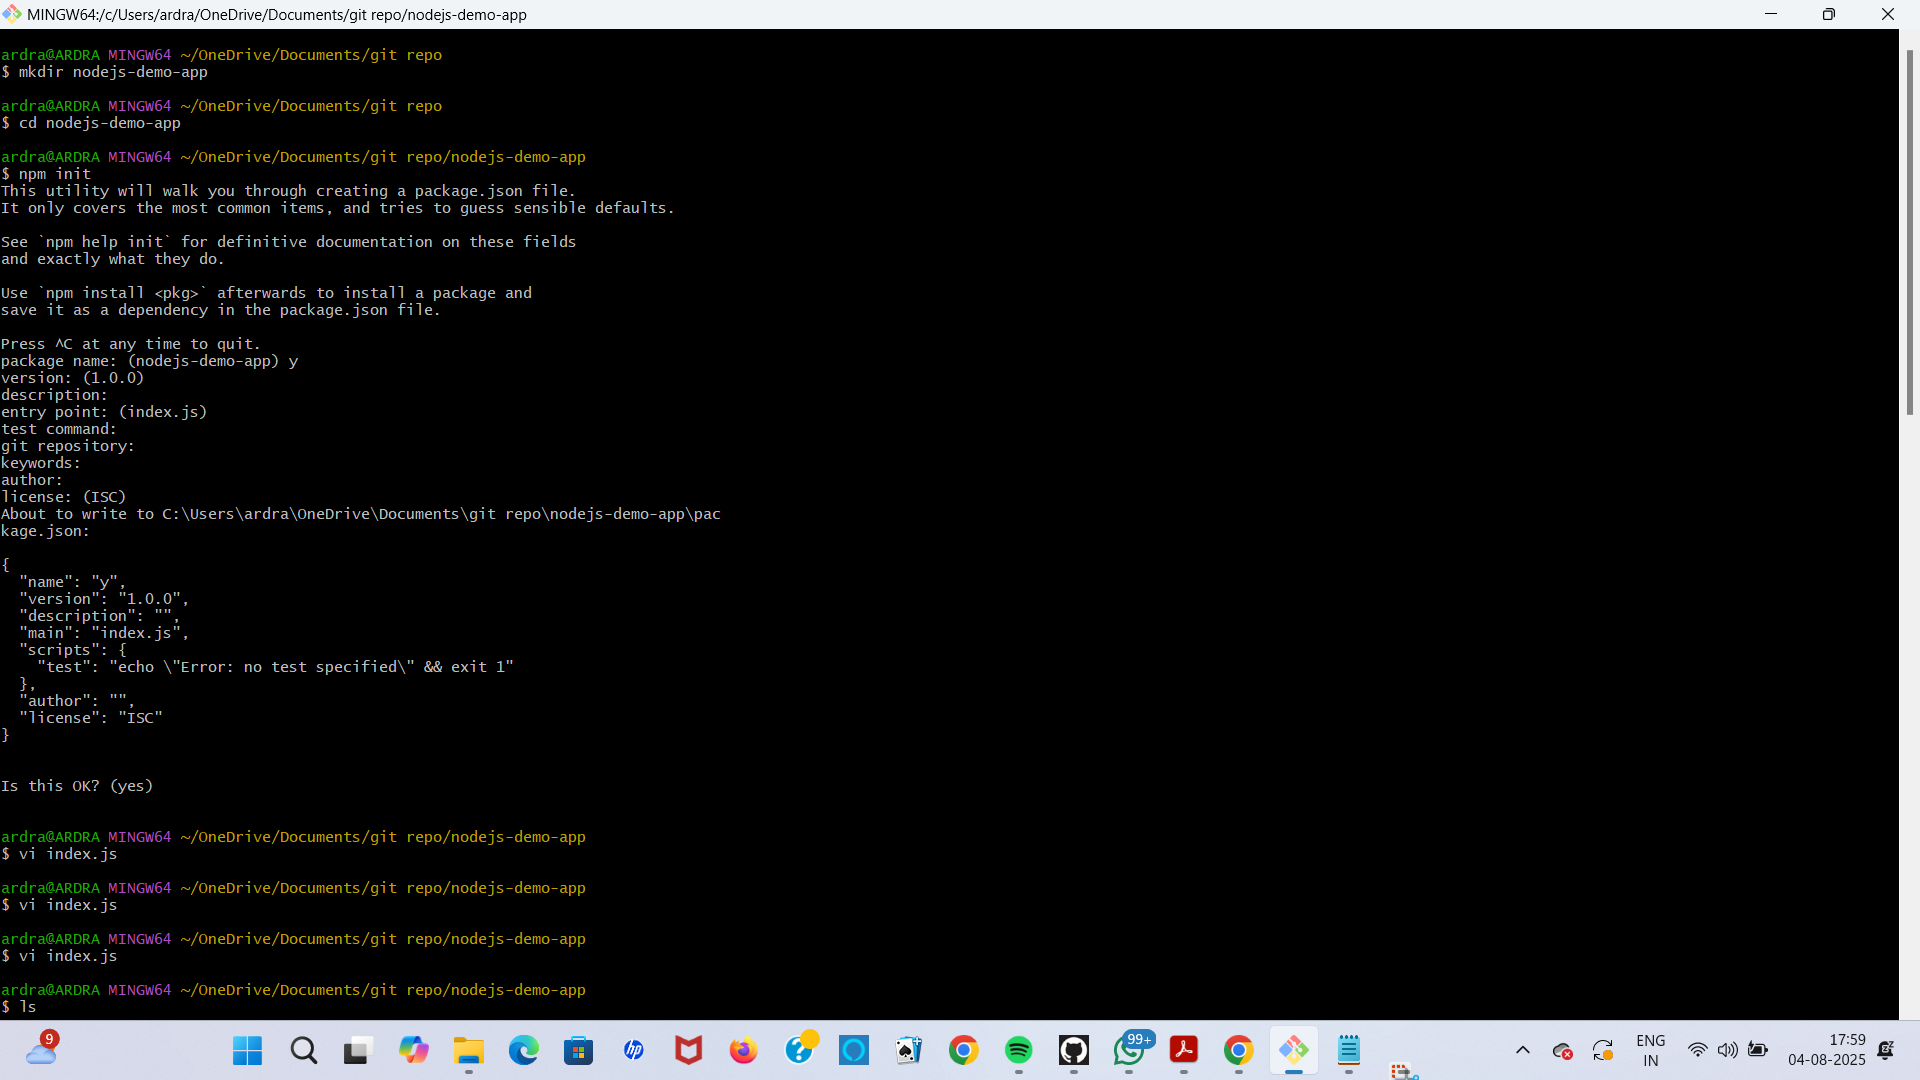 MINGW64:/c/Users/ardra/OneDrive/Documents/git repo/nodejs-demo-app
ardra@ARDRA MINGW64 ~/OneDrive/Documents/git repo
$ mkdir nodejs-demo-app
ardra@ARDRA MINGW64 ~/OneDrive/Documents/git repo
$ cd nodejs-demo-app
ardra@ARDRA MINGW64 ~/OneDrive/Documents/git repo/nodejs-demo-app
$ npm init
This utility will walk you through creating a package.json file.
It only covers the most common items, and tries to guess sensible defaults.
See `npm help init` for definitive documentation on these fields
and exactly what they do.
Use `npm install <pkg>` afterwards to install a package and
save it as a dependency in the package.json file.
Press ^C at any time to quit.
package name: (nodejs-demo-app) y
version: (1.0.0)
description:
entry point: (index.js)
test command:
git repository:
keywords:
author:
license: (ISC)
About to write to C:\Users\ardra\OneDrive\Documents\git repo\nodejs-demo-app\pac
kage.json:
{
  "name": "y",
  "version": "1.0.0",
  "description": "",
  "main": "index.js",
  "scripts": {
    "test": "echo \"Error: no test specified\" && exit 1"
  },
  "author": "",
  "license": "ISC"
}
Is this OK? (yes)
ardra@ARDRA MINGW64 ~/OneDrive/Documents/git repo/nodejs-demo-app
$ vi index.js
ardra@ARDRA MINGW64 ~/OneDrive/Documents/git repo/nodejs-demo-app
$ vi index.js
ardra@ARDRA MINGW64 ~/OneDrive/Documents/git repo/nodejs-demo-app
$ vi index.js
ardra@ARDRA MINGW64 ~/OneDrive/Documents/git repo/nodejs-demo-app
$ ls
9
hp
?
99+
ENG
IN
17:59
04-08-2025